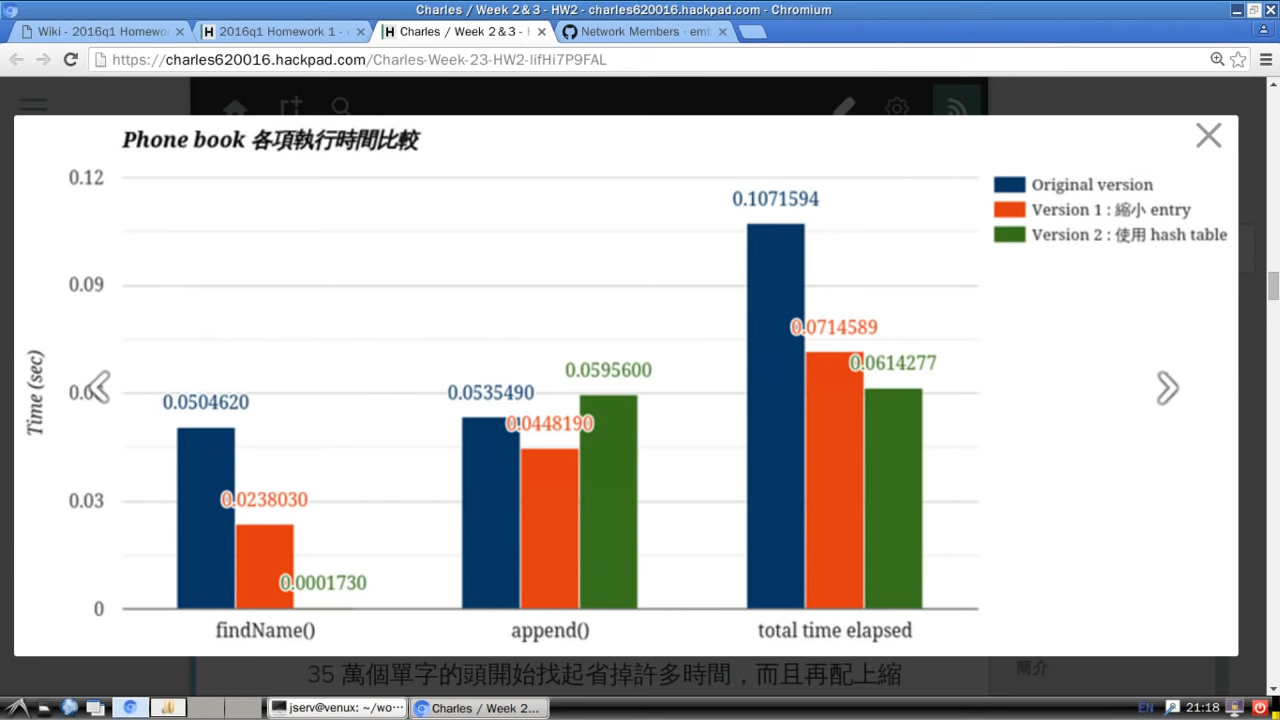 Charles / Week 2&3 - HW2 - charles620016.hackpad.com - Chromium
Wiki - 2016q1 Homewo
2016q1 Homework 1 -
Charles / Week 2&3 -
Network Members - em
https://charles620016.hackpad.com/Charles-Week-23-HW2-IifHi7P9FAL
Phone book 各項執行時間比較
Original version
Version 1 : 縮小 entry
Version 2 : 使用 hash table
Time (sec)
0.12
0.09
0.03
0
0.0504620
0.0238030
0.0001730
0.0535490
0.0448190
0.0595600
0.1071594
0.0714589
0.0614277
findName()
append()
total time elapsed
35 萬個單字的頭開始找起省掉許多時間，而且再配上縮
簡介
jserv@venux: ~/wo...
Charles / Week 2...
EN
21:18